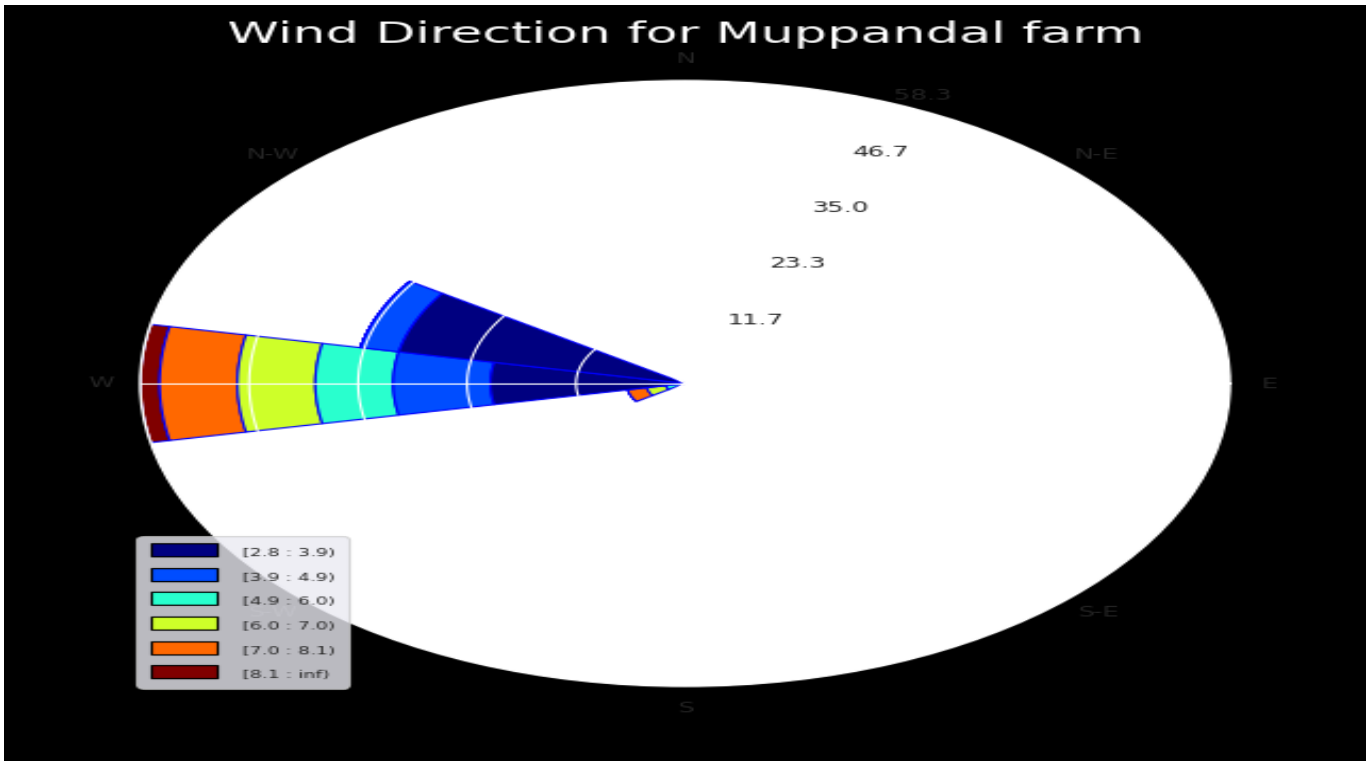 Wind Direction for Muppandal farm
N
58.3
N-W
46.7
N-E
35.0
23.3
11.7
W
E
[2.8 : 3.9)
[3.9 : 4.9)
[4.9 : 6.0)
[6.0 : 7.0)
[7.0 : 8.1)
[8.1 : inf)
S-E
S